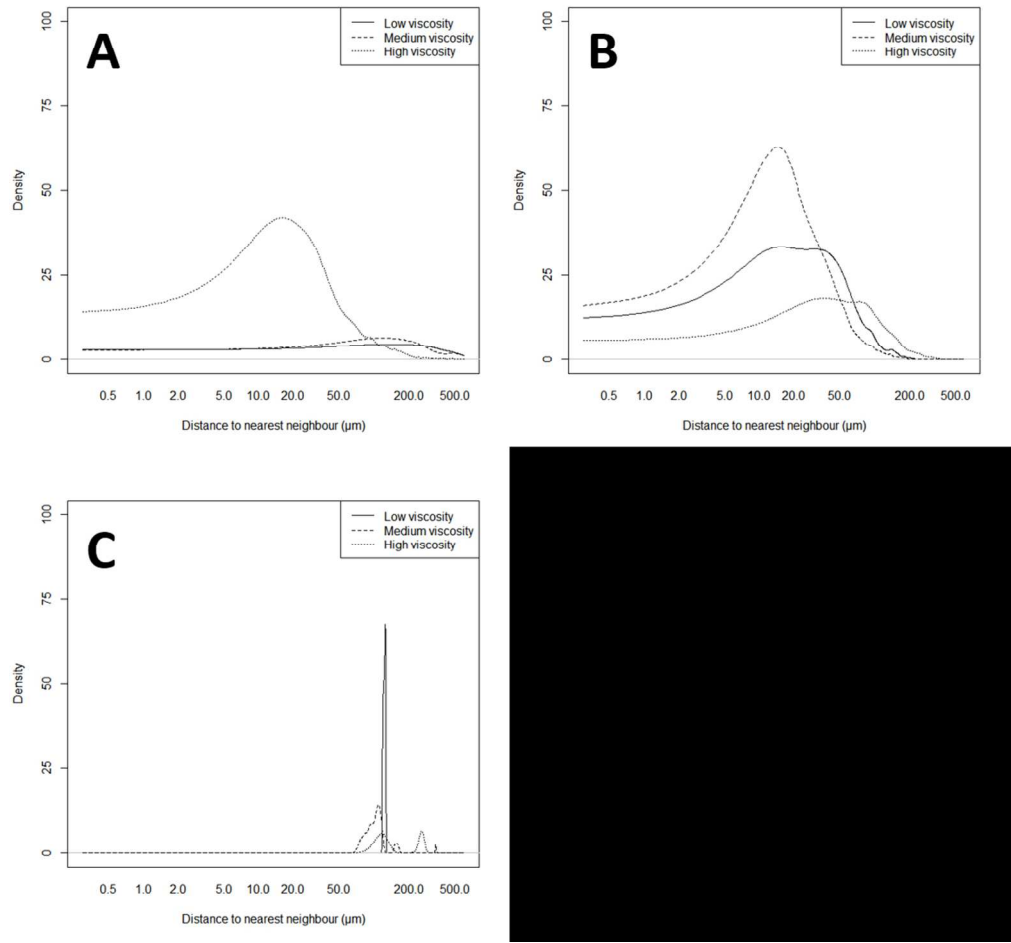 A
Low viscosity
Medium viscosity
High viscosity
Density
0
25
50
75
100
0.5 1.0 2.0 5.0 10.0 20.0 50.0 200.0 500.0
Distance to nearest neighbour (µm)
B
Low viscosity
Medium viscosity
High viscosity
Density
0
25
50
75
100
0.5 1.0 2.0 5.0 10.0 20.0 50.0 200.0 500.0
Distance to nearest neighbour (µm)
C
Low viscosity
Medium viscosity
High viscosity
Density
0
25
50
75
100
0.5 1.0 2.0 5.0 10.0 20.0 50.0 200.0 500.0
Distance to nearest neighbour (µm)